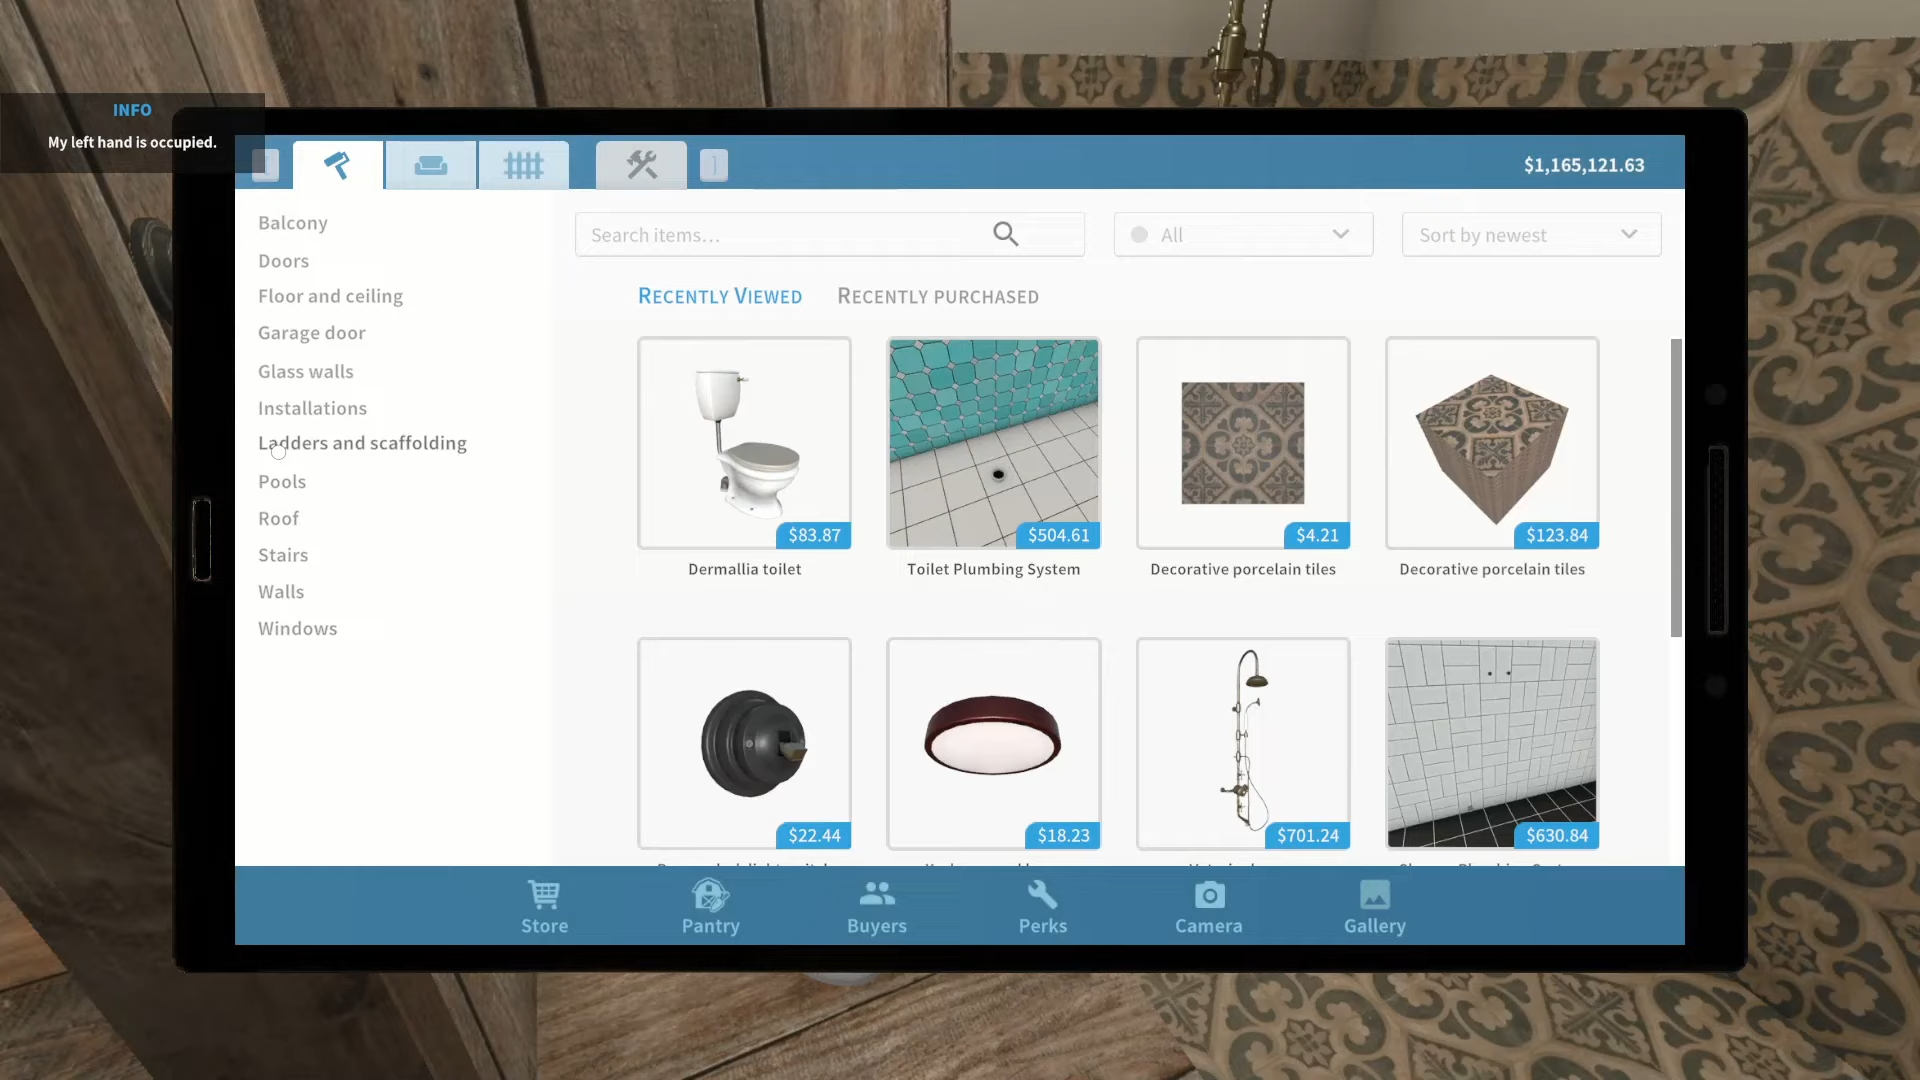 INFO
My left hand is occupied.
$1,165,121.63
Balcony
Doors
Floor and ceiling
Garage door
Glass walls
Installations
Ladders and scaffolding
Pools
Roof
Stairs
Walls
Windows
Search items...
All
Sort by newest
RECENTLY VIEWED
RECENTLY PURCHASED
$83.87
$504.61
$4.21
$123.84
Dermallia toilet
Toilet Plumbing System
Decorative porcelain tiles
Decorative porcelain tiles
$22.44
$18.23
$701.24
$630.84
Store
Pantry
Buyers
Perks
Camera
Gallery